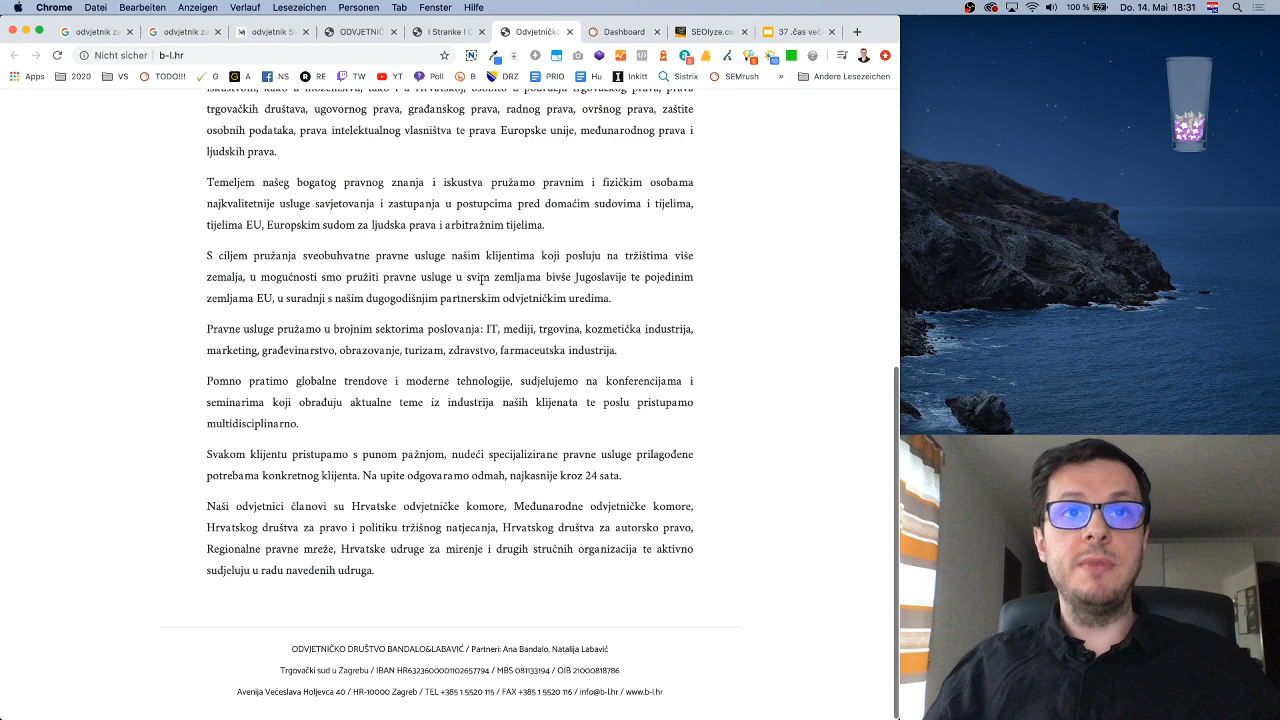 Chrome Datei Bearbeiten Anzeigen Verlauf Lesezeichen Personen Tab Fenster Hilfe 100 % Do. 14. Mai 18:31
google za google za odvjetnik S ODVJETNIČ I Stranke I O Odvjetničko Dashboard SEOlyze.co 37 .čas več
Nicht sicher b-l.hr
Apps 2020 VS TODO!!! G A NS RE TW YT Poll B DRZ PRIO Hu Inkitt Sistrix SEMrush » Andere Lesezeichen
trgovačkih društava, ugovornog prava, građanskog prava, radnog prava, ovršnog prava, zaštite
osobnih podataka, prava intelektualnog vlasništva te prava Europske unije, međunarodnog prava i
ljudskih prava.
Temeljem našeg bogatog pravnog znanja i iskustva pružamo pravnim i fizičkim osobama
najkvalitetnije usluge savjetovanja i zastupanja u postupcima pred domaćim sudovima i tijelima,
tijelima EU, Europskim sudom za ljudska prava i arbitražnim tijelima.
S ciljem pružanja sveobuhvatne pravne usluge našim klijentima koji posluju na tržištima više
zemalja, u mogućnosti smo pružiti pravne usluge u svim zemljama bivše Jugoslavije te pojedinim
zemljama EU, u suradnji s našim dugogodišnjim partnerskim odvjetničkim uredima.
Pravne usluge pružamo u brojnim sektorima poslovanja: IT, mediji, trgovina, kozmetička industrija,
marketing, građevinarstvo, obrazovanje, turizam, zdravstvo, farmaceutska industrija.
Pomno pratimo globalne trendove i moderne tehnologije, sudjelujemo na konferencijama i
seminarima koji obrađuju aktualne teme iz industrija naših klijenata te poslu pristupamo
multidisciplinarno.
Svakom klijentu pristupamo s punom pažnjom, nudeći specijalizirane pravne usluge prilagođene
potrebama konkretnog klijenta. Na upite odgovaramo odmah, najkasnije kroz 24 sata.
Naši odvjetnici članovi su Hrvatske odvjetničke komore, Međunarodne odvjetničke komore,
Hrvatskog društva za pravo i politiku tržišnog natjecanja, Hrvatskog društva za autorsko pravo,
Regionalne pravne mreže, Hrvatske udruge za mirenje i drugih stručnih organizacija te aktivno
sudjeluju u radu navedenih udruga.
ODVJETNIČKO DRUŠTVO BANDALO&LABAVIĆ / Partneri: Ana Bandalo, Natalija Labavić
Trgovački sud u Zagrebu / IBAN HR6323600001102657794 / MBS 081133194 / OIB 21000818786
Avenija Većeslava Holjevca 40 / HR-10000 Zagreb / TEL +385 1 5520 115 / FAX +385 1 5520 116 / info@b-l.hr / www.b-l.hr